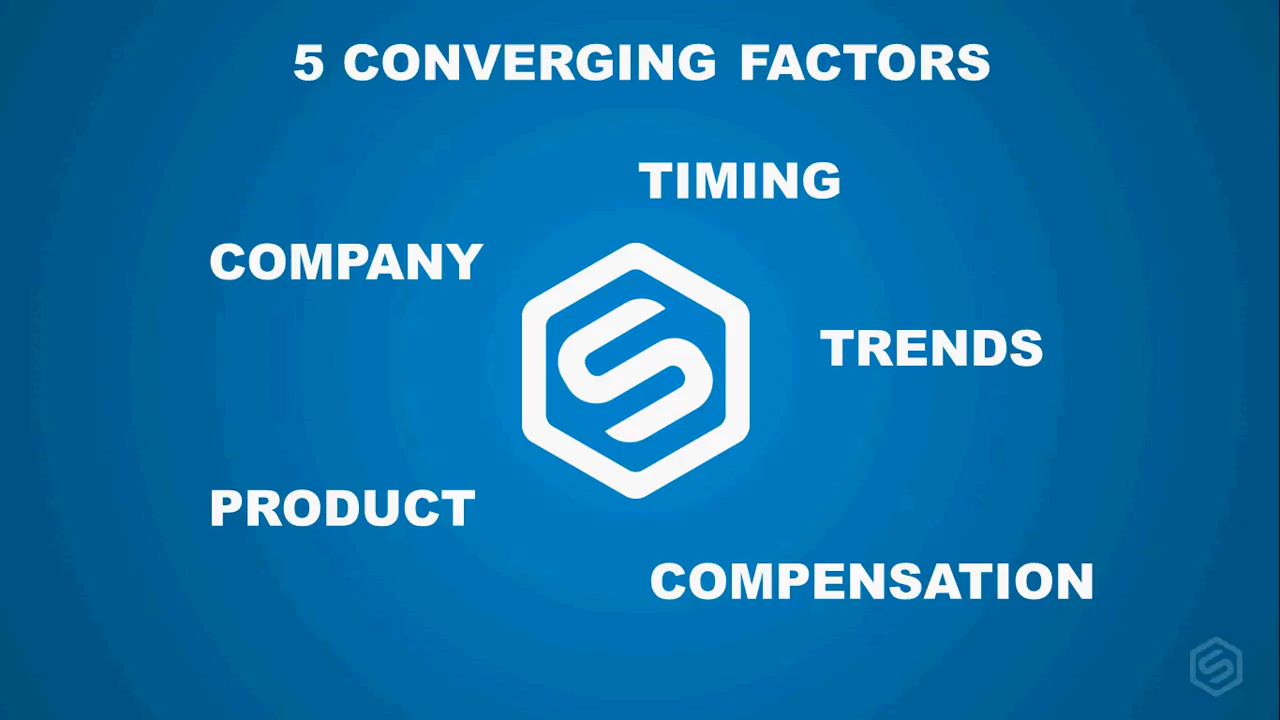 5 CONVERGING FACTORS
TIMING
COMPANY
TRENDS
PRODUCT
COMPENSATION